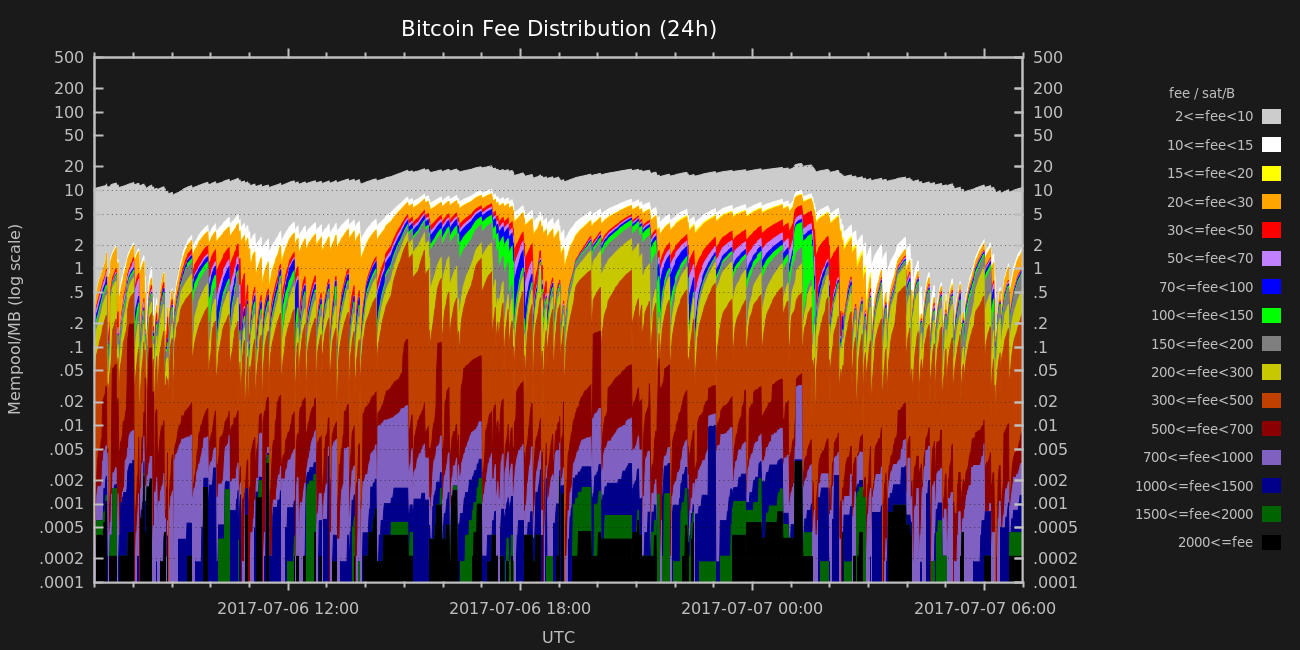 Bitcoin Fee Distribution (24h)
500
200
100
50
20
10
5
2
1
.5
.2
.1
.05
.02
.01
.005
.002
.001
.0005
.0002
.0001
Mempool/MB (log scale)
500
200
100
50
20
10
5
2
1
.5
.2
.1
.05
.02
.01
.005
.002
.001
.0005
.0002
.0001
2017-07-06 12:00
2017-07-06 18:00
2017-07-07 00:00
2017-07-07 06:00
UTC
fee / sat/B
2<=fee<10
10<=fee<15
15<=fee<20
20<=fee<30
30<=fee<50
50<=fee<70
70<=fee<100
100<=fee<150
150<=fee<200
200<=fee<300
300<=fee<500
500<=fee<700
700<=fee<1000
1000<=fee<1500
1500<=fee<2000
2000<=fee